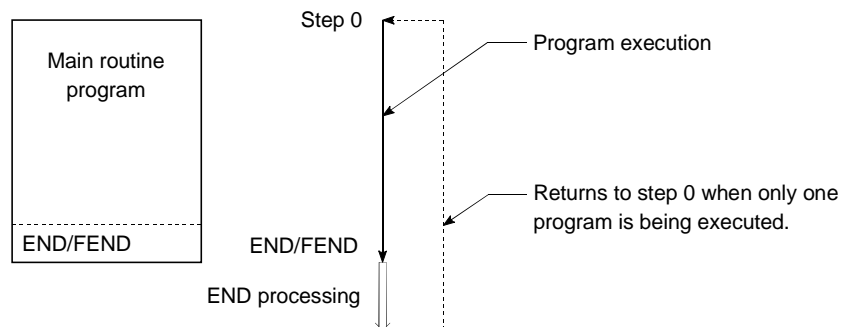 Step 0
Program execution
Main routine
program
Returns to step 0 when only one
program is being executed.
END/FEND
END/FEND
END processing